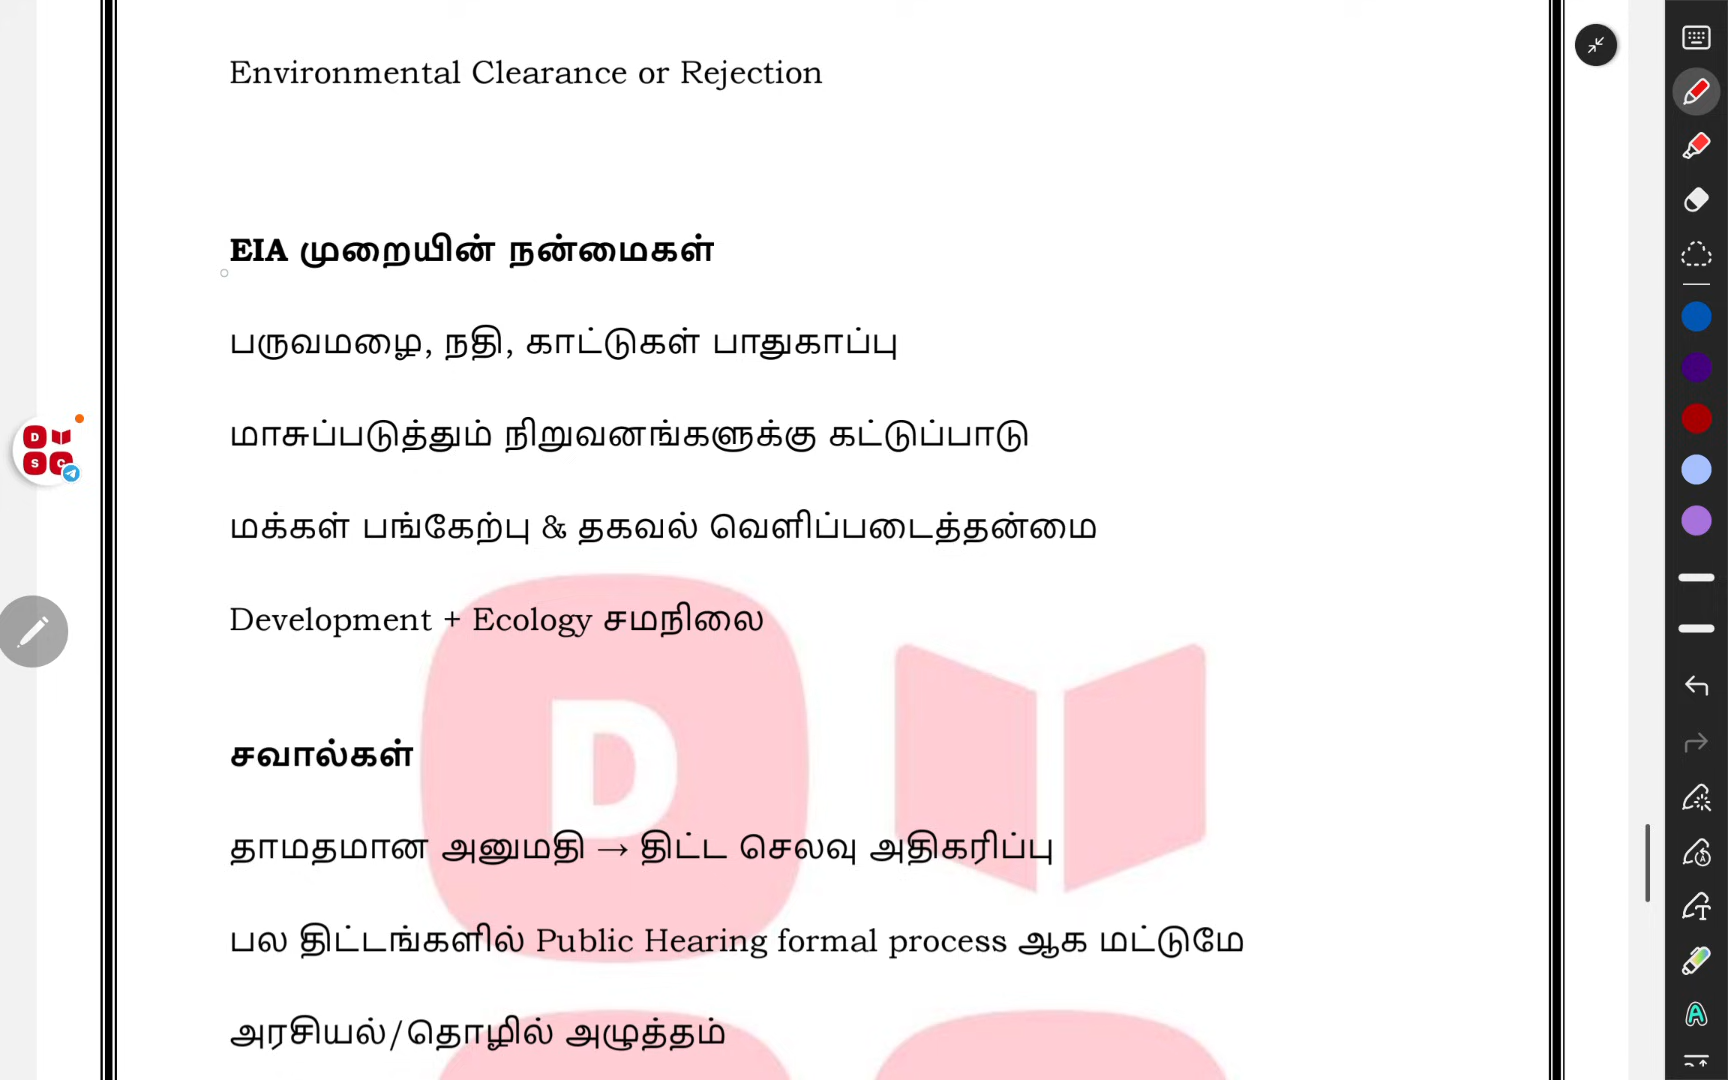 Environmental Clearance or Rejection
EIA முறையின் நன்மைகள்
பருவமழை, நதி, காட்டுகள் பாதுகாப்பு
மாசுப்படுத்தும் நிறுவனங்களுக்கு கட்டுப்பாடு
மக்கள் பங்கேற்பு & தகவல் வெளிப்படைத்தன்மை
Development + Ecology சமநிலை
சவால்கள்
தாமதமான அனுமதி → திட்ட செலவு அதிகரிப்பு
பல திட்டங்களில் Public Hearing formal process ஆக மட்டுமே
அரசியல்/தொழில் அழுத்தம்
D
D
S C